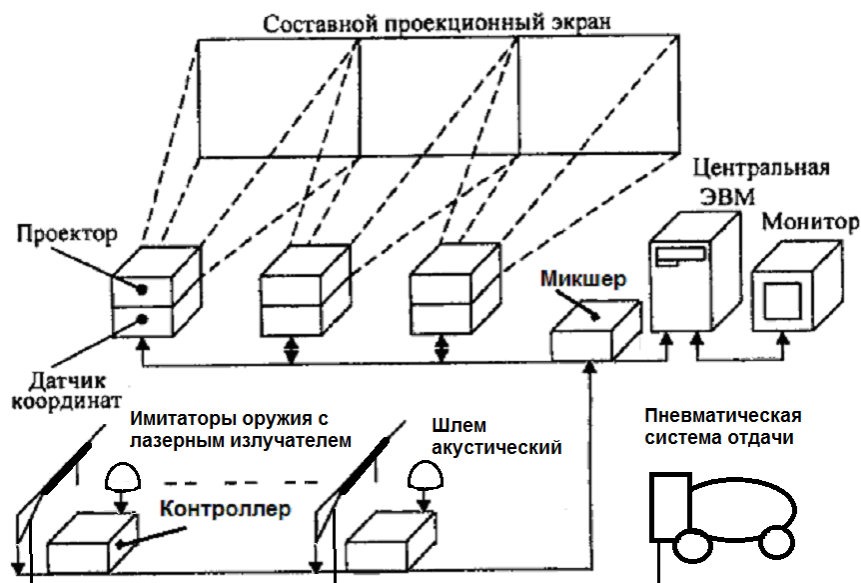 Составной проекционный экран
Центральная
ЭВМ
Монитор
Проектор
Микшер
Датчик
координат
Имитаторы оружия с
лазерным излучателем
Шлем
акустический
Пневматическая
система отдачи
Контроллер